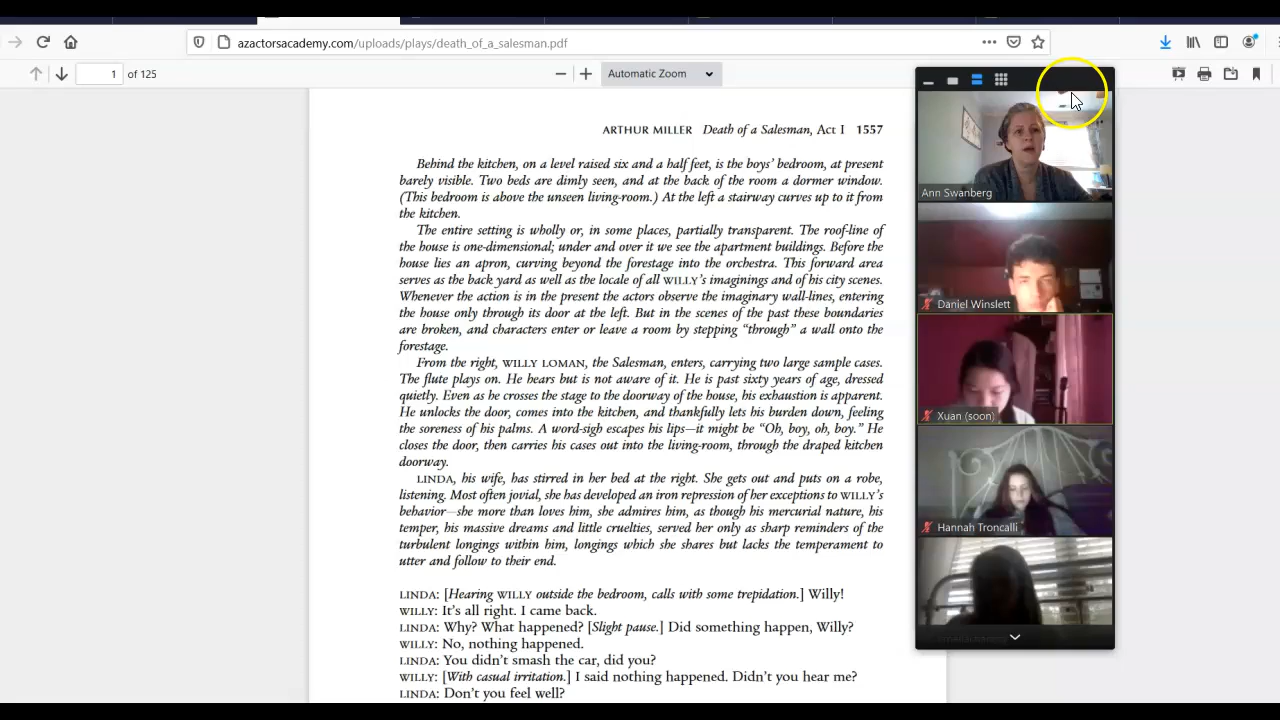 azactorsacademy.com/uploads/plays/death_of_a_salesman.pdf
1 of 125
Automatic Zoom
ARTHUR MILLER Death of a Salesman, Act I 1557
Behind the kitchen, on a level raised six and a half feet, is the boys' bedroom, at present
barely visible. Two beds are dimly seen, and at the back of the room a dormer window.
(This bedroom is above the unseen living-room.) At the left a stairway curves up to it from
the kitchen.
The entire setting is wholly or, in some places, partially transparent. The roof-line of
the house is one-dimensional; under and over it we see the apartment buildings. Before the
house lies an apron, curving beyond the forestage into the orchestra. This forward area
serves as the back yard as well as the locale of all WILLY's imaginings and of his city scenes.
Whenever the action is in the present the actors observe the imaginary wall-lines, entering
the house only through its door at the left. But in the scenes of the past these boundaries
are broken, and characters enter or leave a room by stepping “through” a wall onto the
forestage.
From the right, WILLY LOMAN, the Salesman, enters, carrying two large sample cases.
The flute plays on. He hears but is not aware of it. He is past sixty years of age, dressed
quietly. Even as he crosses the stage to the doorway of the house, his exhaustion is apparent.
He unlocks the door, comes into the kitchen, and thankfully lets his burden down, feeling
the soreness of his palms. A word-sigh escapes his lips—it might be “Oh, boy, oh, boy.” He
closes the door, then carries his cases out into the living-room, through the draped kitchen
doorway.
LINDA, his wife, has stirred in her bed at the right. She gets out and puts on a robe,
listening. Most often jovial, she has developed an iron repression of her exceptions to WILLY's
behavior—she more than loves him, she admires him, as though his mercurial nature, his
temper, his massive dreams and little cruelties, served her only as sharp reminders of the
turbulent longings within him, longings which she shares but lacks the temperament to
utter and follow to their end.
LINDA: [Hearing WILLY outside the bedroom, calls with some trepidation.] Willy!
WILLY: It's all right. I came back.
LINDA: Why? What happened? [Slight pause.] Did something happen, Willy?
WILLY: No, nothing happened.
LINDA: You didn't smash the car, did you?
WILLY: [With casual irritation.] I said nothing happened. Didn't you hear me?
LINDA: Don't you feel well?
Ann Swanberg
Daniel Winslett
Xuan (soon)
Hannah Troncalli